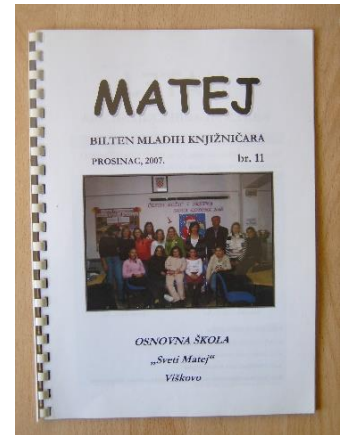 MATEJ
BILTEN MLADIH KNJIŽNIČARA
PROSINAC, 2007. br. 11
OSNOVNA ŠKOLA
„Sveti Matej“
Viškovo